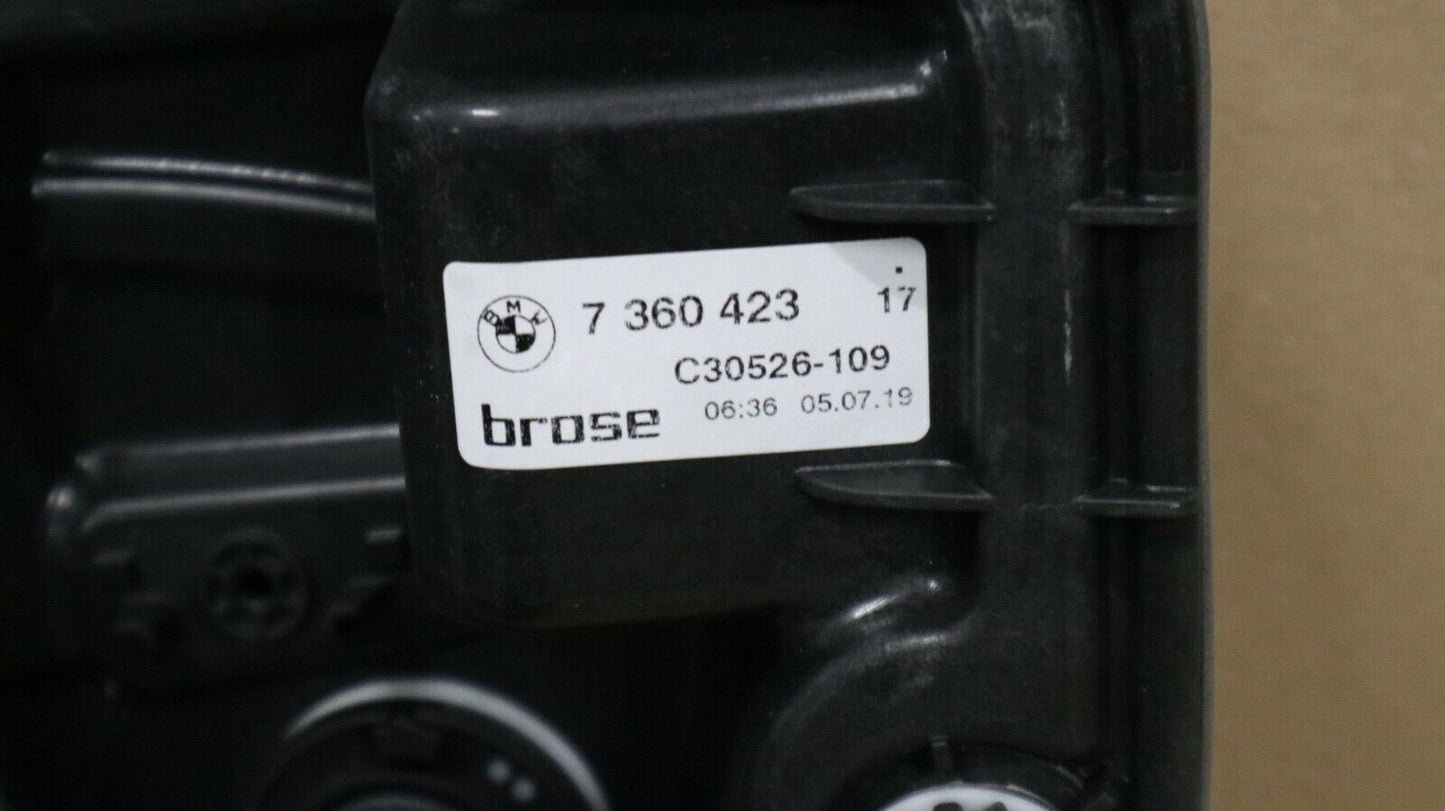 BMW 7 360 423 17
C30526-109
brose 06:36 05.07.19